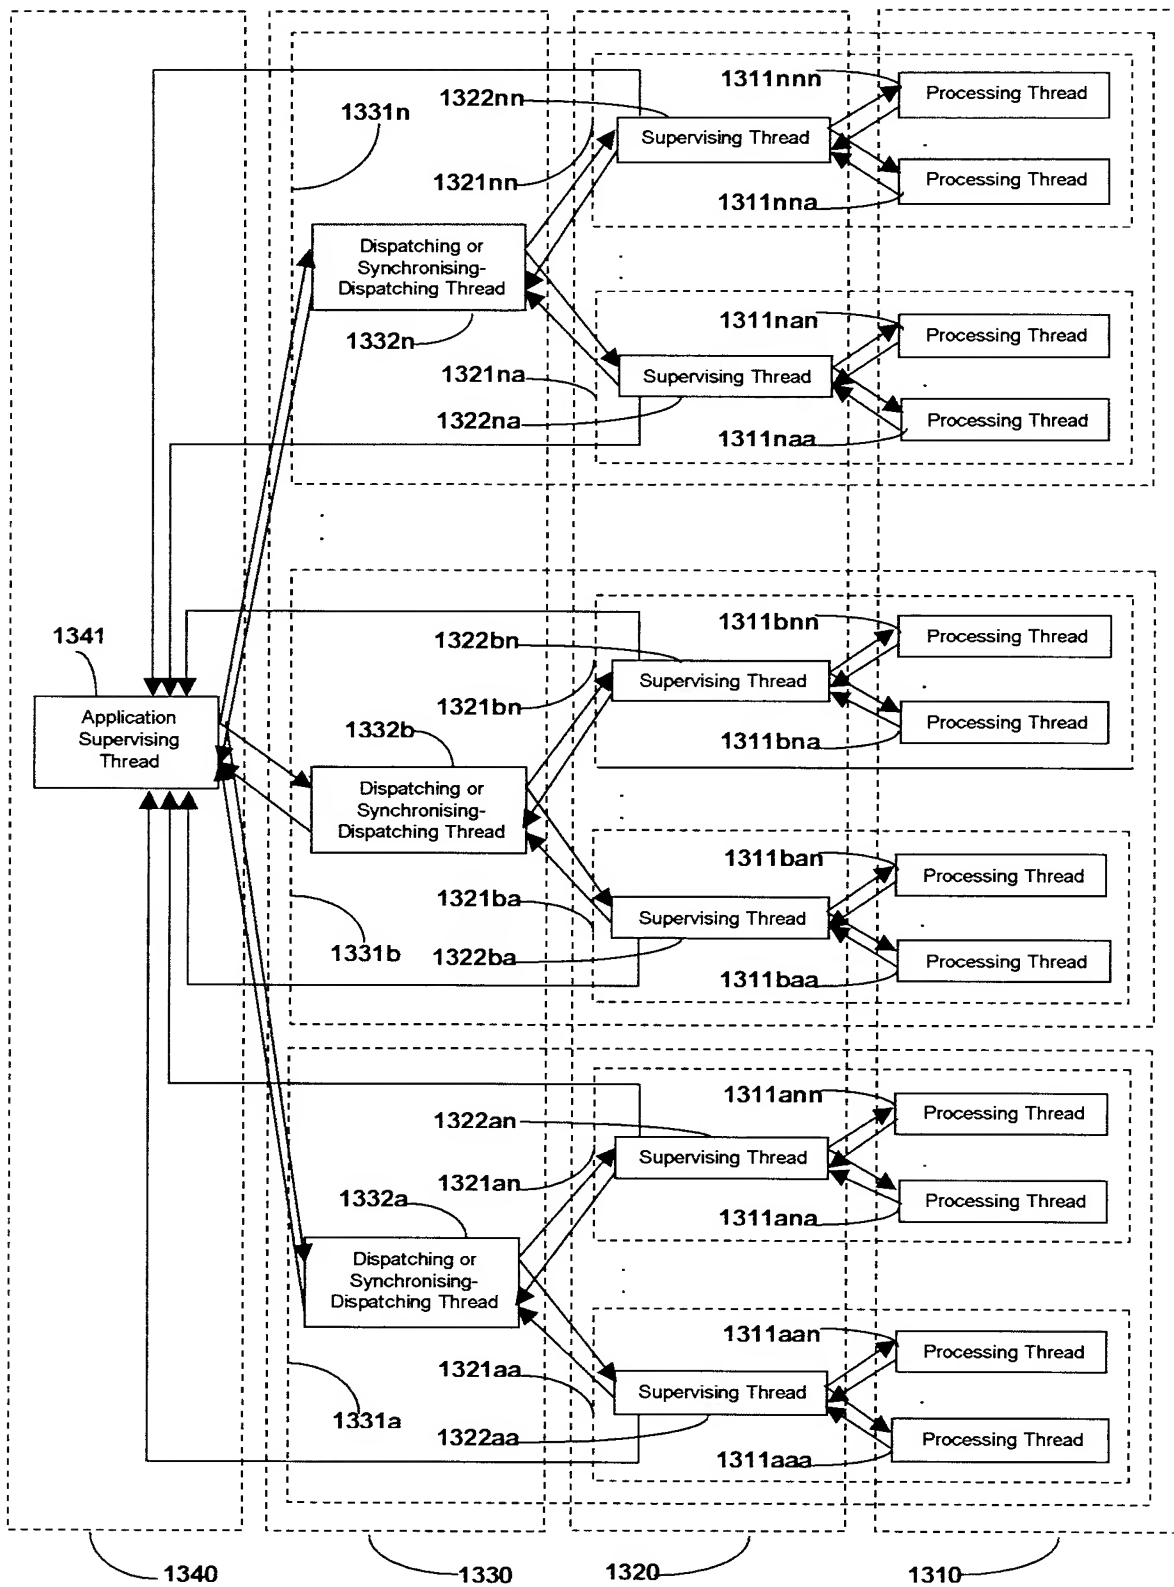 1311nnn
Processing Thread
1322nn
1331n
Supervising Thread
1321nn
Processing Thread
1311nna
Dispatching or
Synchronising-
Dispatching Thread
1332n
1311nan
Processing Thread
1321na
Supervising Thread
1322na
Processing Thread
1311naa
1341
1322bn
1311bnn
Processing Thread
Supervising Thread
1321bn
Application
Supervising
Thread
1332b
Processing Thread
1311bna
Dispatching or
Synchronising-
Dispatching Thread
1311ban
Processing Thread
1321ba
Supervising Thread
1331b
1322ba
Processing Thread
1311baa
1311ann
Processing Thread
1322an
Supervising Thread
1321an
1332a
Processing Thread
1311ana
Dispatching or
Synchronising-
Dispatching Thread
1311aan
Processing Thread
1321aa
Supervising Thread
1331a
1322aa
Processing Thread
1311aaa
1340
1330
1320
1310